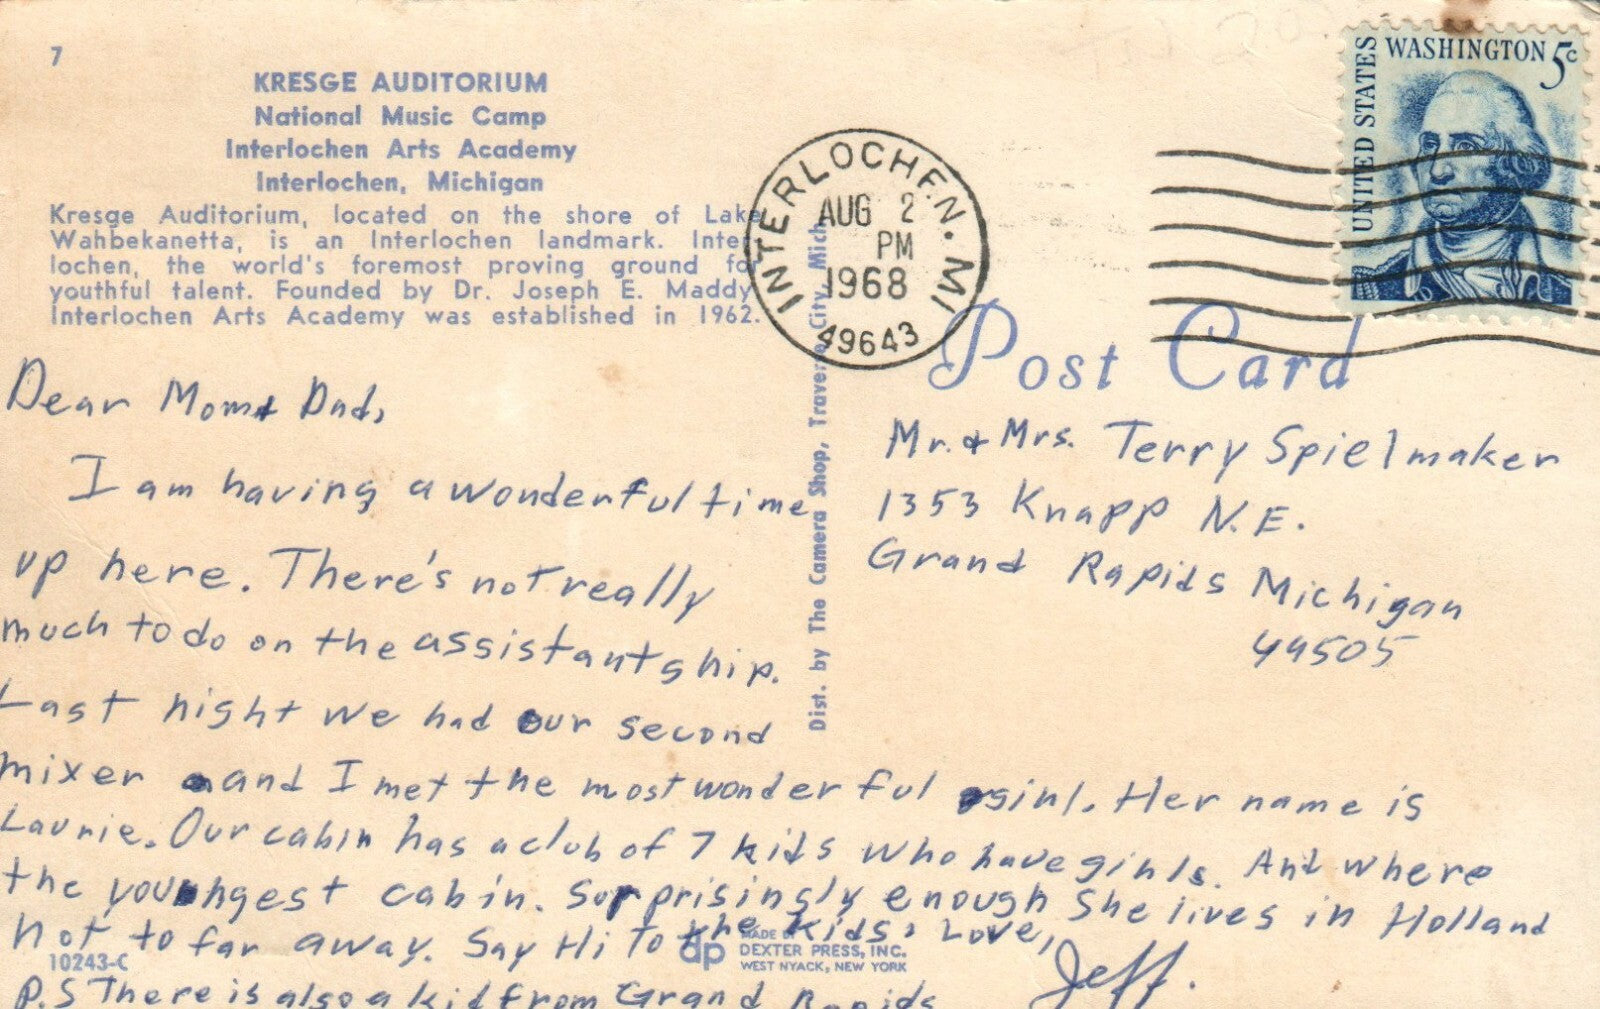 7
KRESGE AUDITORIUM
National Music Camp
Interlochen Arts Academy
Interlochen, Michigan
Kresge Auditorium, located on the shore of Lake
Wahbekanetta, is an Interlochen landmark. Inter-
lochen, the world's foremost proving ground for
youthful talent. Founded by Dr. Joseph E. Maddy
Interlochen Arts Academy was established in 1962.
INTERLOCHEN. MI
AUG 2
PM
1968
49643
UNITED STATES
WASHINGTON 5c
Post Card
Dist. by The Camera Shop, Traverse City, Mich.
Mr. & Mrs. Terry Spielmaker
1353 Knapp N.E.
Grand Rapids Michigan
49505
Dear Mom & Dad,
I am having a wonderful time
up here. There's not really
much to do on the assistantship.
Last night we had our second
mixer and I met the most wonderful girl. Her name is
Laurie. Our cabin has a club of 7 kids who have girls. And where
the youngest cabin. Surprisingly enough She lives in Holland
not to far away. Say Hi to the kids. Love,
Jeff.
P.S There is also a kid from Grand Rapids
10243-C
dp
MADE BY
DEXTER PRESS, INC.
WEST NYACK, NEW YORK